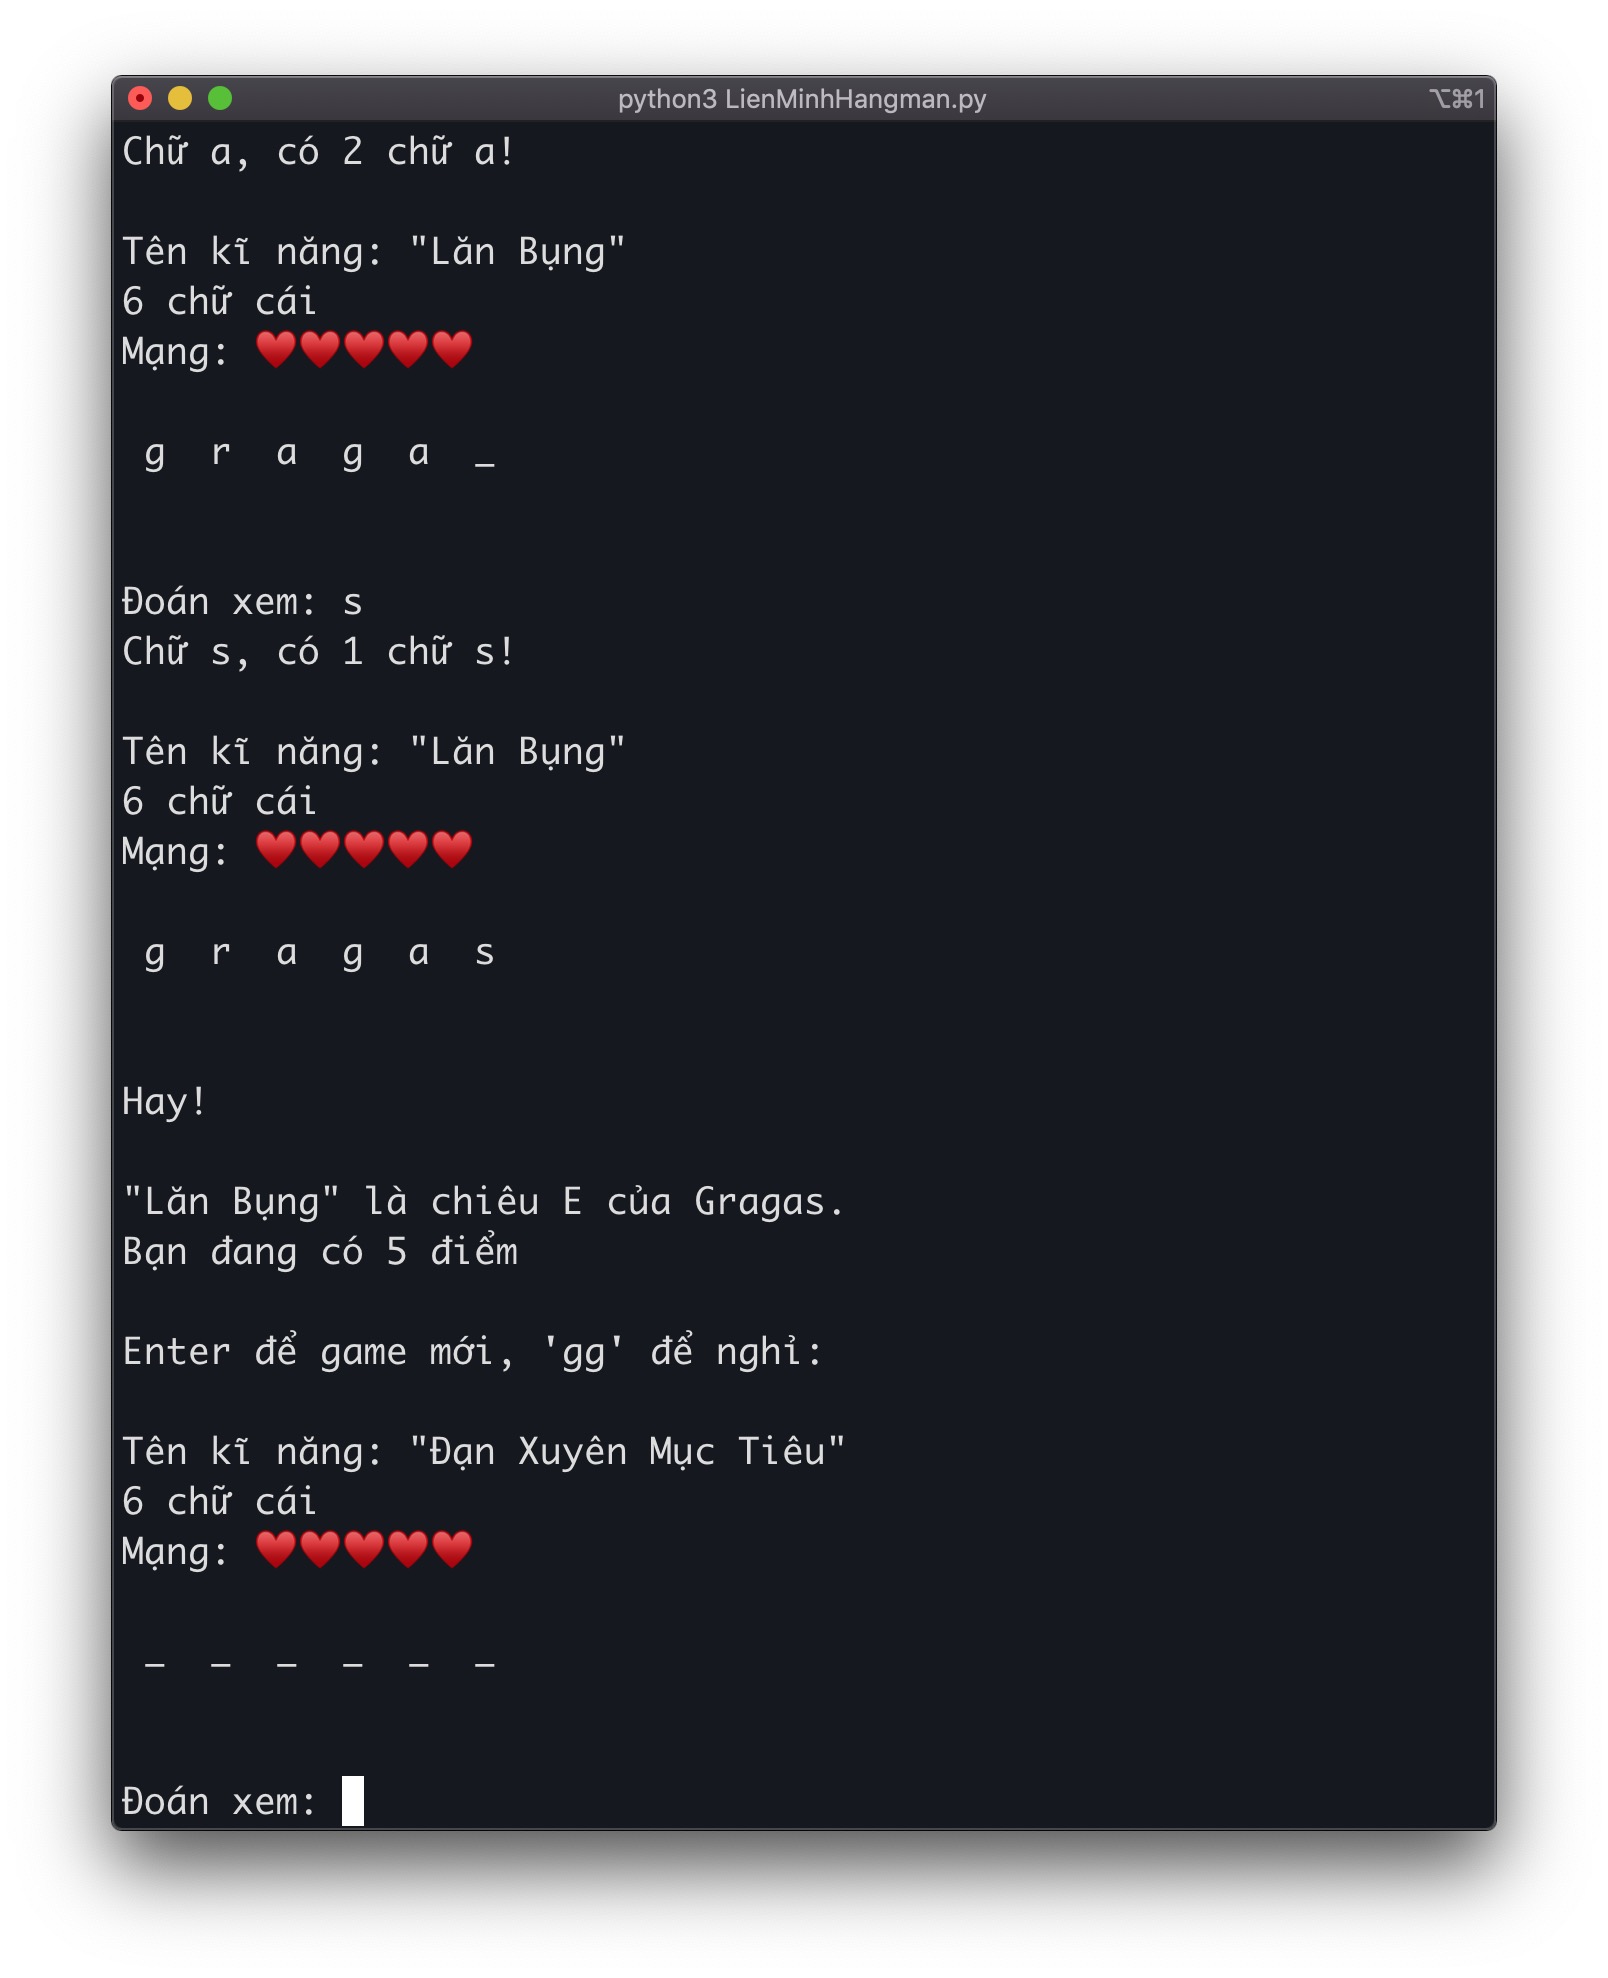 python3 LienMinhHangman.py
⌥⌘1
Chữ a, có 2 chữ a!
Tên kĩ năng: "Lăn Bụng"
6 chữ cái
Mạng: ♥♥♥♥♥
g r a g a _
Đoán xem: s
Chữ s, có 1 chữ s!
Tên kĩ năng: "Lăn Bụng"
6 chữ cái
Mạng: ♥♥♥♥♥
g r a g a s
Hay!
"Lăn Bụng" là chiêu E của Gragas.
Bạn đang có 5 điểm
Enter để game mới, 'gg' để nghỉ:
Tên kĩ năng: "Đạn Xuyên Mục Tiêu"
6 chữ cái
Mạng: ♥♥♥♥♥
_ _ _ _ _ _
Đoán xem: